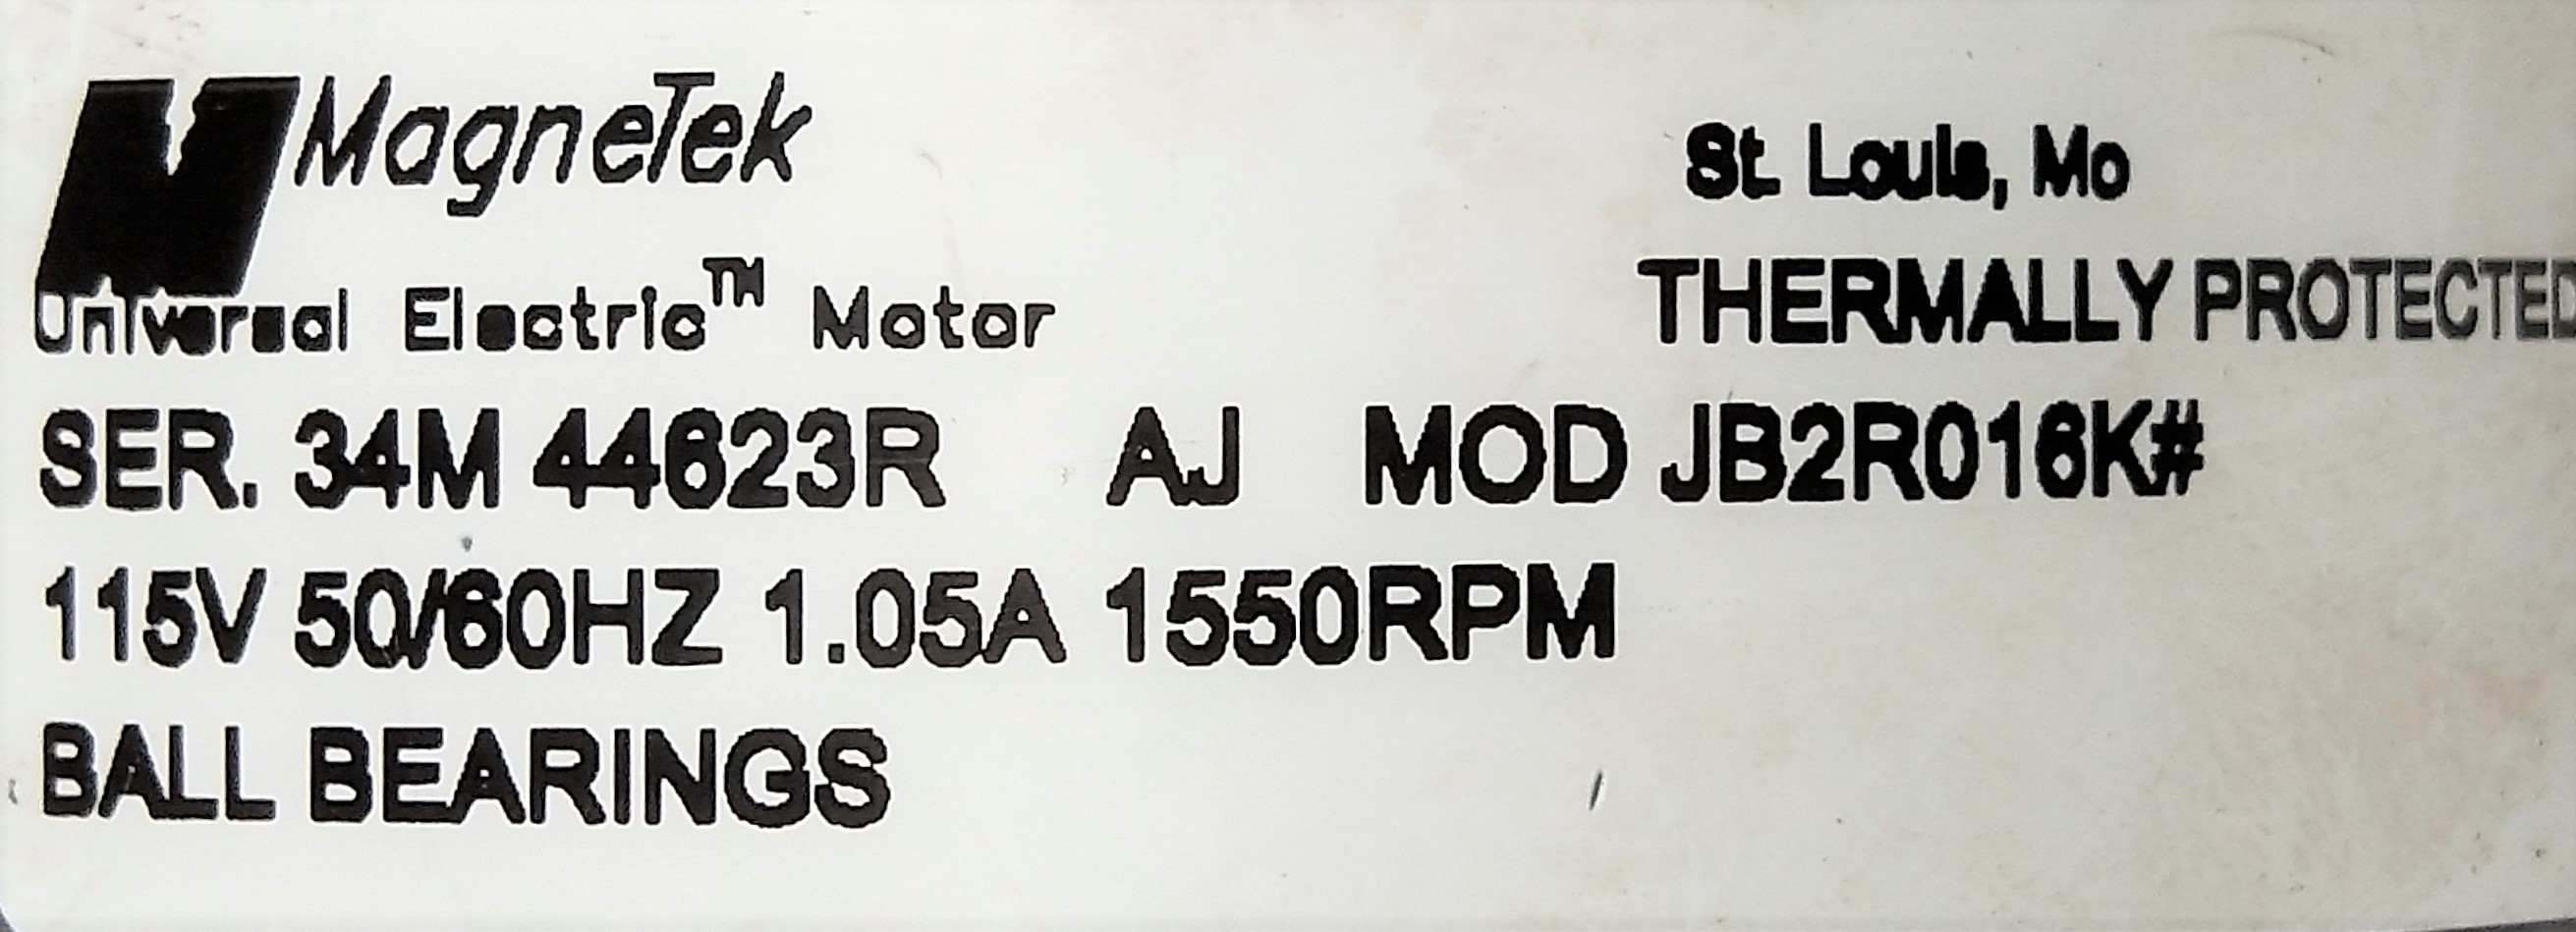 MagneTek St. Louis, Mo
Universal Electric™ Motor THERMALLY PROTECTED
SER. 34M 44623R AJ MOD JB2R016K#
115V 50/60HZ 1.05A 1550RPM
BALL BEARINGS